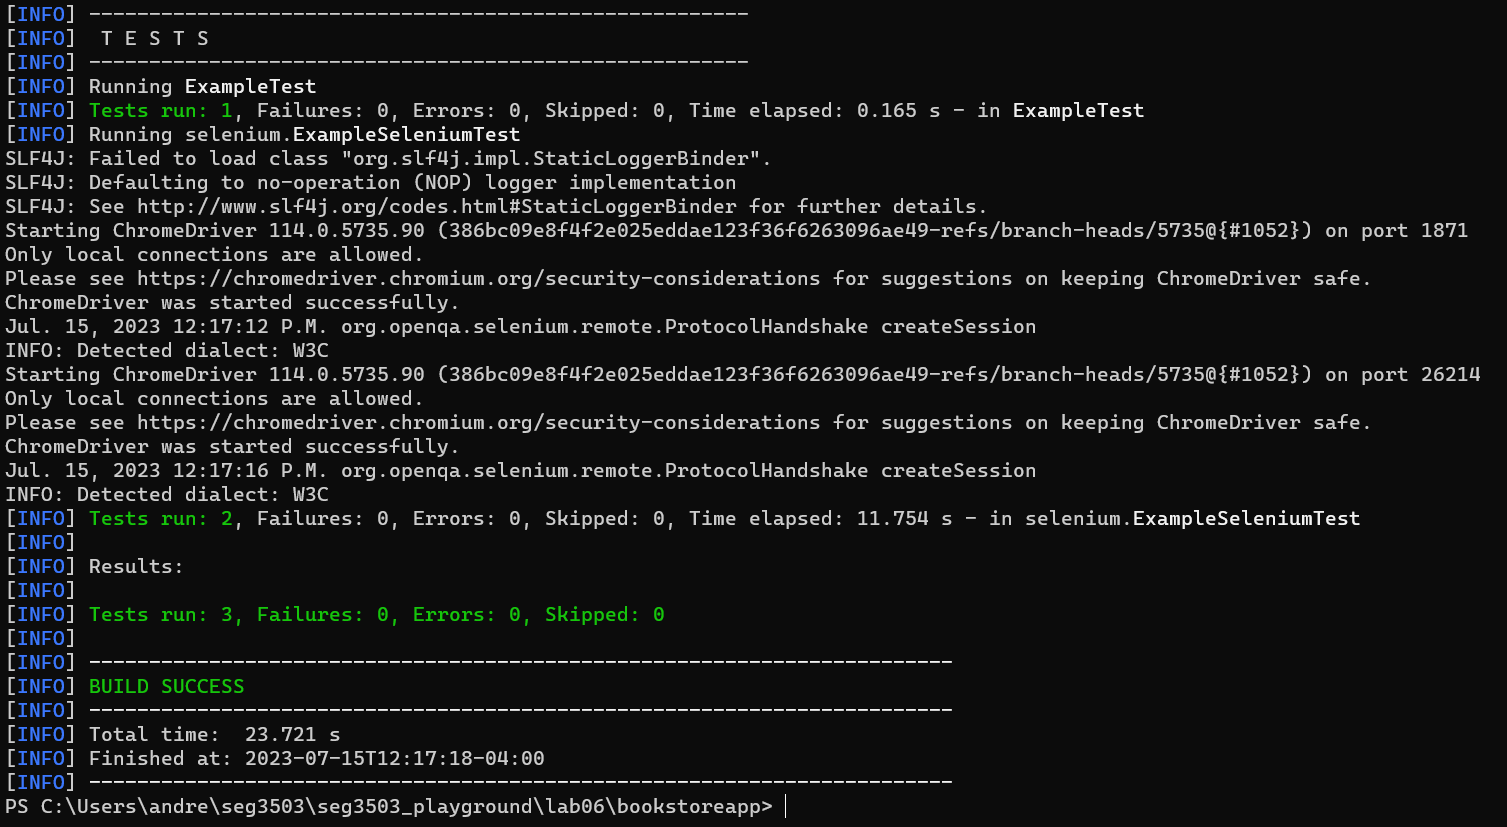 [INFO] -------------------------------------------------------
[INFO]  T E S T S
[INFO] -------------------------------------------------------
[INFO] Running ExampleTest
[INFO] Tests run: 1, Failures: 0, Errors: 0, Skipped: 0, Time elapsed: 0.165 s - in ExampleTest
[INFO] Running selenium.ExampleSeleniumTest
SLF4J: Failed to load class "org.slf4j.impl.StaticLoggerBinder".
SLF4J: Defaulting to no-operation (NOP) logger implementation
SLF4J: See http://www.slf4j.org/codes.html#StaticLoggerBinder for further details.
Starting ChromeDriver 114.0.5735.90 (386bc09e8f4f2e025eddae123f36f6263096ae49-refs/branch-heads/5735@{#1052}) on port 1871
Only local connections are allowed.
Please see https://chromedriver.chromium.org/security-considerations for suggestions on keeping ChromeDriver safe.
ChromeDriver was started successfully.
Jul. 15, 2023 12:17:12 P.M. org.openqa.selenium.remote.ProtocolHandshake createSession
INFO: Detected dialect: W3C
Starting ChromeDriver 114.0.5735.90 (386bc09e8f4f2e025eddae123f36f6263096ae49-refs/branch-heads/5735@{#1052}) on port 26214
Only local connections are allowed.
Please see https://chromedriver.chromium.org/security-considerations for suggestions on keeping ChromeDriver safe.
ChromeDriver was started successfully.
Jul. 15, 2023 12:17:16 P.M. org.openqa.selenium.remote.ProtocolHandshake createSession
INFO: Detected dialect: W3C
[INFO] Tests run: 2, Failures: 0, Errors: 0, Skipped: 0, Time elapsed: 11.754 s - in selenium.ExampleSeleniumTest
[INFO]
[INFO] Results:
[INFO]
[INFO] Tests run: 3, Failures: 0, Errors: 0, Skipped: 0
[INFO]
[INFO] ------------------------------------------------------------------------
[INFO] BUILD SUCCESS
[INFO] ------------------------------------------------------------------------
[INFO] Total time:  23.721 s
[INFO] Finished at: 2023-07-15T12:17:18-04:00
[INFO] ------------------------------------------------------------------------
PS C:\Users\andre\seg3503\seg3503_playground\lab06\bookstoreapp>